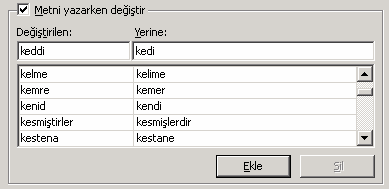 Metni yazarken değiştir
Değiştirilen: Yerine:
keddi kedi
kelme kelime
kemre kemer
kenid kendi
kesmiştirler kesmişlerdir
kestena kestane
Ekle Sil